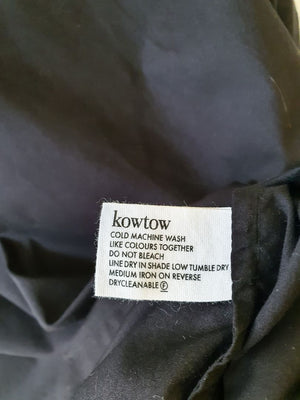 kowtow
COLD MACHINE WASH
LIKE COLOURS TOGETHER
DO NOT BLEACH
LINE DRY IN SHADE LOW TUMBLE DRY
MEDIUM IRON ON REVERSE
DRYCLEANABLE Ⓕ